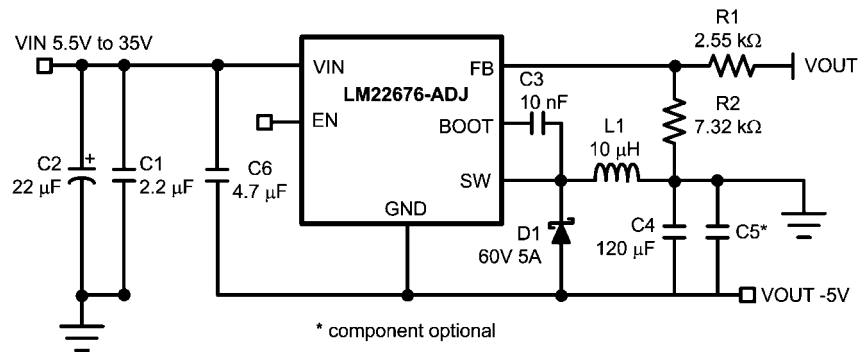 VIN 5.5V to 35V
VIN
FB
LM22676-ADJ
EN
BOOT
SW
GND
C3
10 nF
R1
2.55 kΩ
VOUT
R2
7.32 kΩ
L1
10 µH
C2
22 µF
+
C1
2.2 µF
C6
4.7 µF
D1
60V 5A
C4
120 µF
C5*
VOUT -5V
* component optional